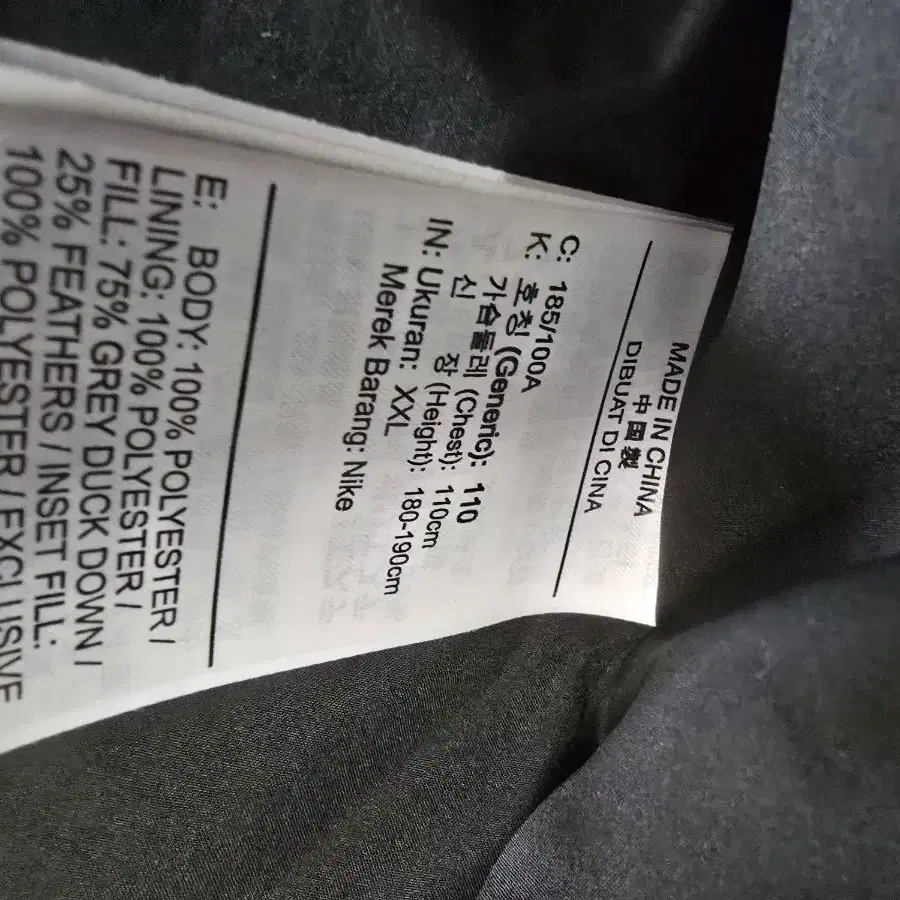 MADE IN CHINA
中国製
DIBUAT DI CINA
C: 185/100A
K: 호칭 (Generic): 110
가슴둘레 (Chest): 110cm
신 장 (Height): 180-190cm
IN: Ukuran: XXL
Merek Barang: Nike
E: BODY: 100% POLYESTER /
LINING: 100% POLYESTER /
FILL: 75% GREY DUCK DOWN /
25% FEATHERS / INSET FILL:
100% POLYESTER / EXCLUSIVE